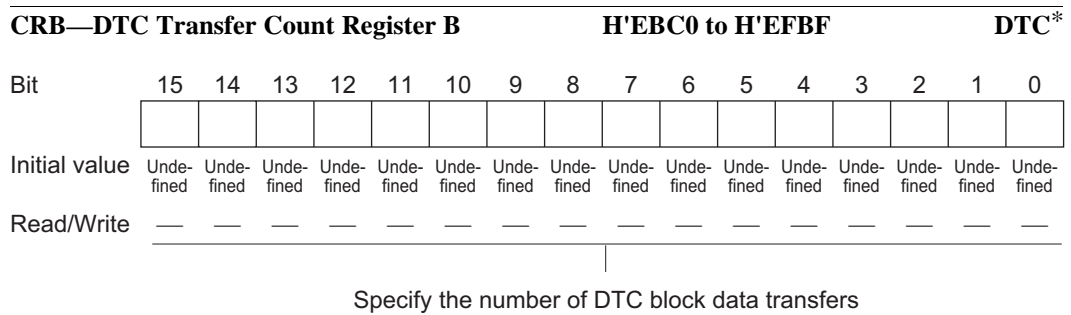 CRB—DTC Transfer Count Register B H'EBC0 to H'EFBF DTC*
Bit 15 14 13 12 11 10 9 8 7 6 5 4 3 2 1 0
Initial value Unde- Unde- Unde- Unde- Unde- Unde- Unde- Unde- Unde- Unde- Unde- Unde- Unde- Unde- Unde- Unde-
fined fined fined fined fined fined fined fined fined fined fined fined fined fined fined fined
Read/Write — — — — — — — — — — — — — — — —
Specify the number of DTC block data transfers